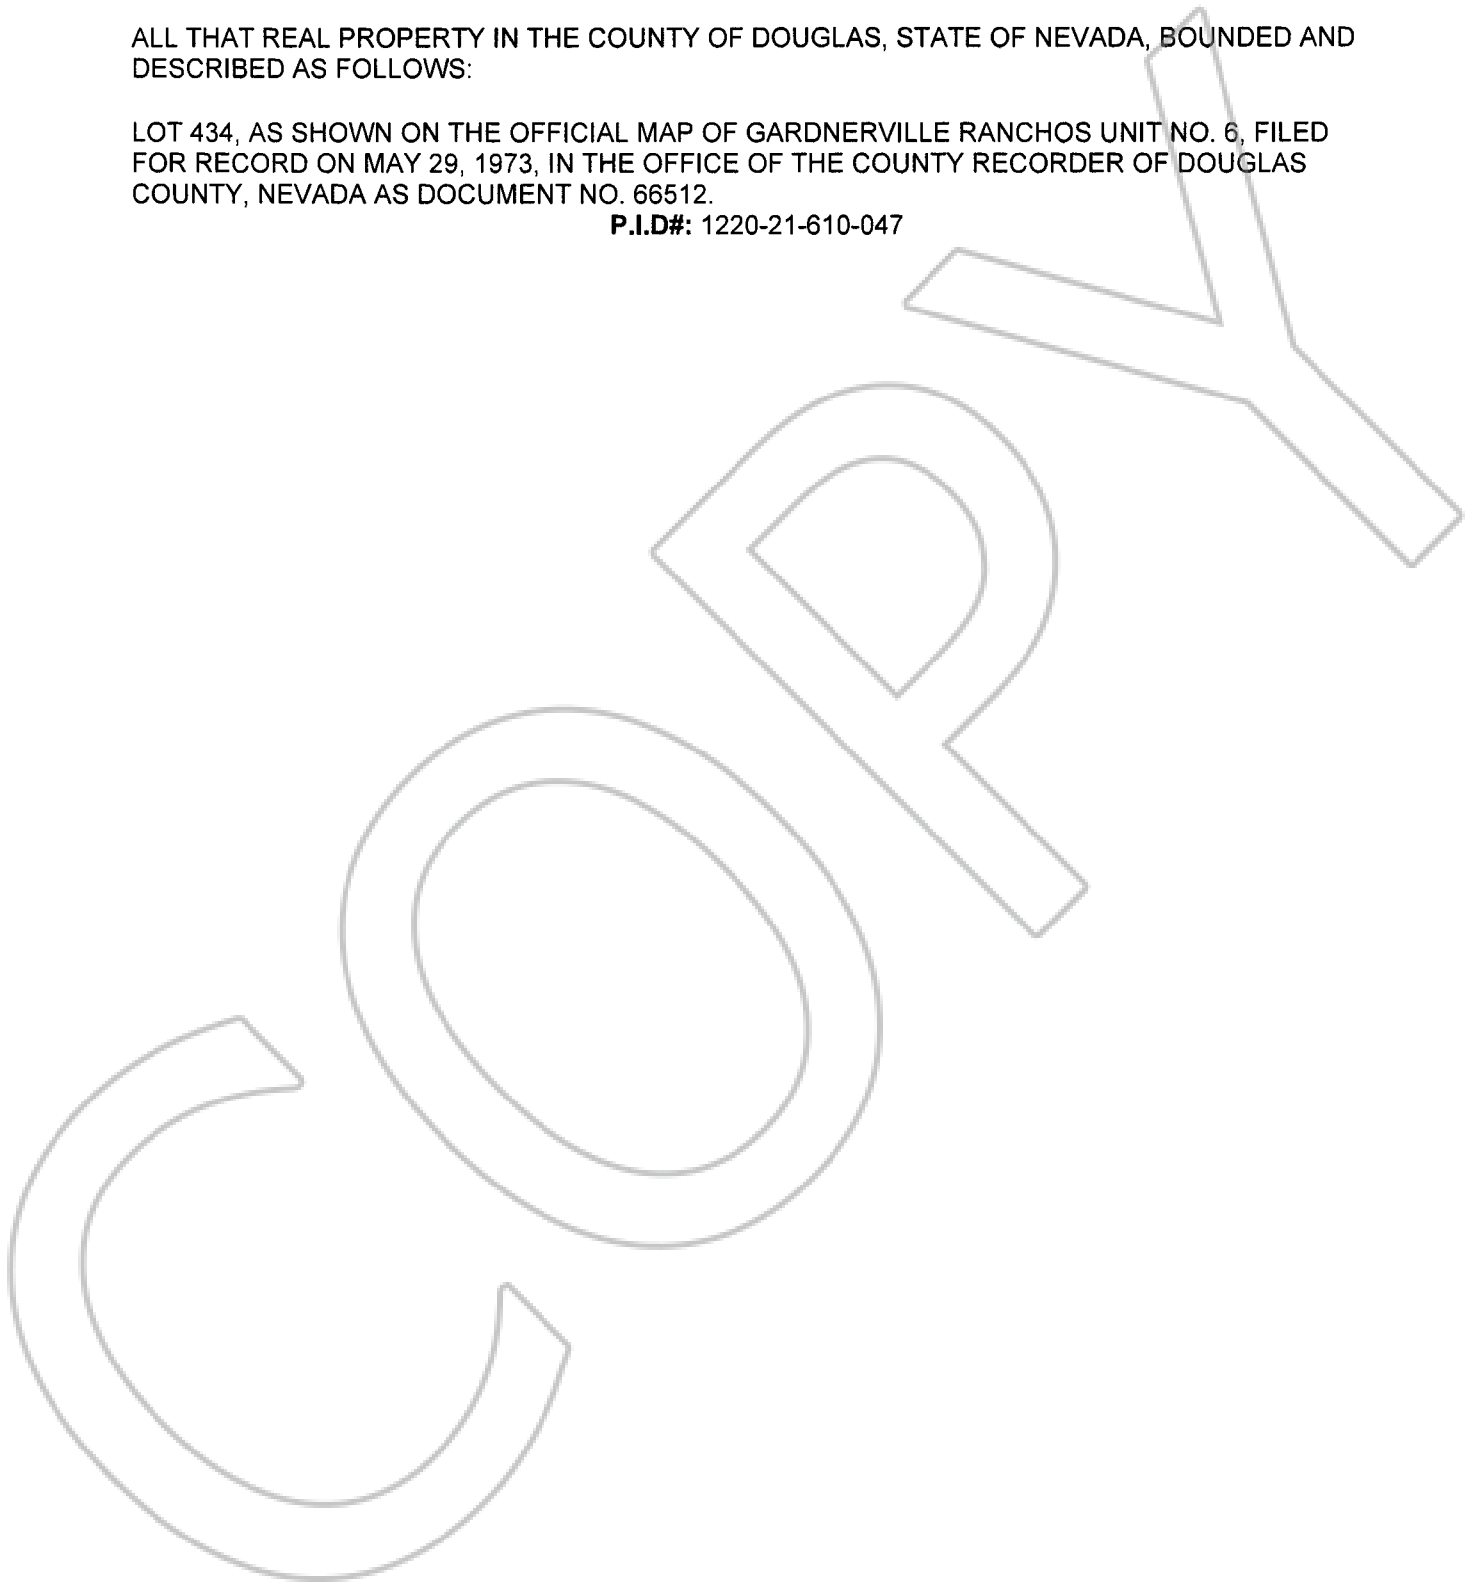 ALL THAT REAL PROPERTY IN THE COUNTY OF DOUGLAS, STATE OF NEVADA, BOUNDED AND
DESCRIBED AS FOLLOWS:
LOT 434, AS SHOWN ON THE OFFICIAL MAP OF GARDNERVILLE RANCHOS UNIT NO. 6, FILED
FOR RECORD ON MAY 29, 1973, IN THE OFFICE OF THE COUNTY RECORDER OF DOUGLAS
COUNTY, NEVADA AS DOCUMENT NO. 66512.
P.I.D#: 1220-21-610-047
COPY